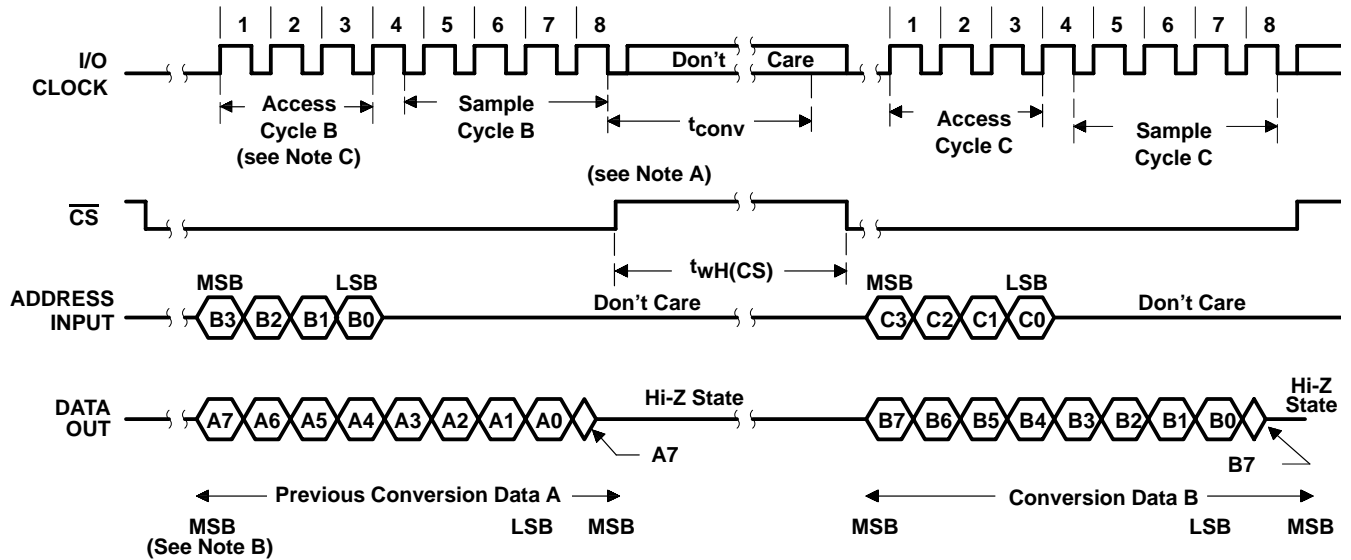 1 2 3 4 5 6 7 8 1 2 3 4 5 6 7 8
I/O
CLOCK
Don't Care
Access
Cycle B
(see Note C)
Sample
Cycle B
tconv
Access
Cycle C
Sample
Cycle C
(see Note A)
CS
twH(CS)
MSB LSB MSB LSB
ADDRESS
INPUT
B3 B2 B1 B0 Don't Care C3 C2 C1 C0 Don't Care
DATA
OUT
A7 A6 A5 A4 A3 A2 A1 A0 Hi-Z State B7 B6 B5 B4 B3 B2 B1 B0 Hi-Z
State
A7 B7
Previous Conversion Data A Conversion Data B
MSB LSB MSB MSB LSB MSB
(See Note B)